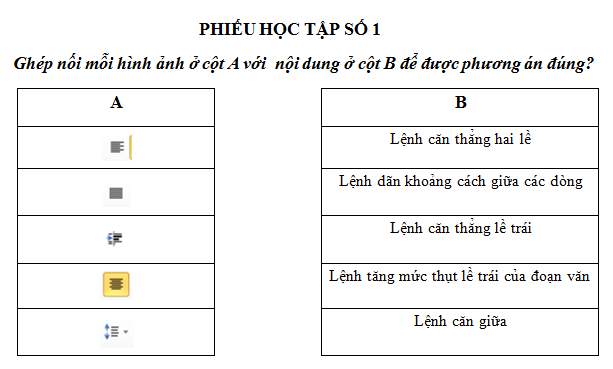 PHIẾU HỌC TẬP SỐ 1
Ghép nối mỗi hình ảnh ở cột A với nội dung ở cột B để được phương án đúng?
A
B
Lệnh căn thẳng hai lề
Lệnh dãn khoảng cách giữa các dòng
Lệnh căn thẳng lề trái
Lệnh tăng mức thụt lề trái của đoạn văn
Lệnh căn giữa